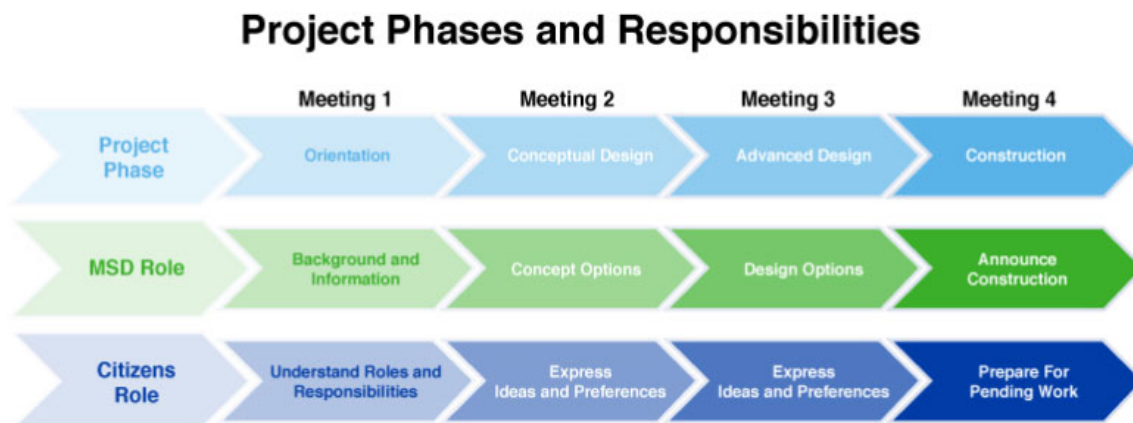 Project Phases and Responsibilities
Meeting 1
Meeting 2
Meeting 3
Meeting 4
Project
Phase
Orientation
Conceptual Design
Advanced Design
Construction
MSD Role
Background and
Information
Concept Options
Design Options
Announce
Construction
Citizens
Role
Understand Roles and
Responsibilities
Express
Ideas and Preferences
Express
Ideas and Preferences
Prepare For
Pending Work